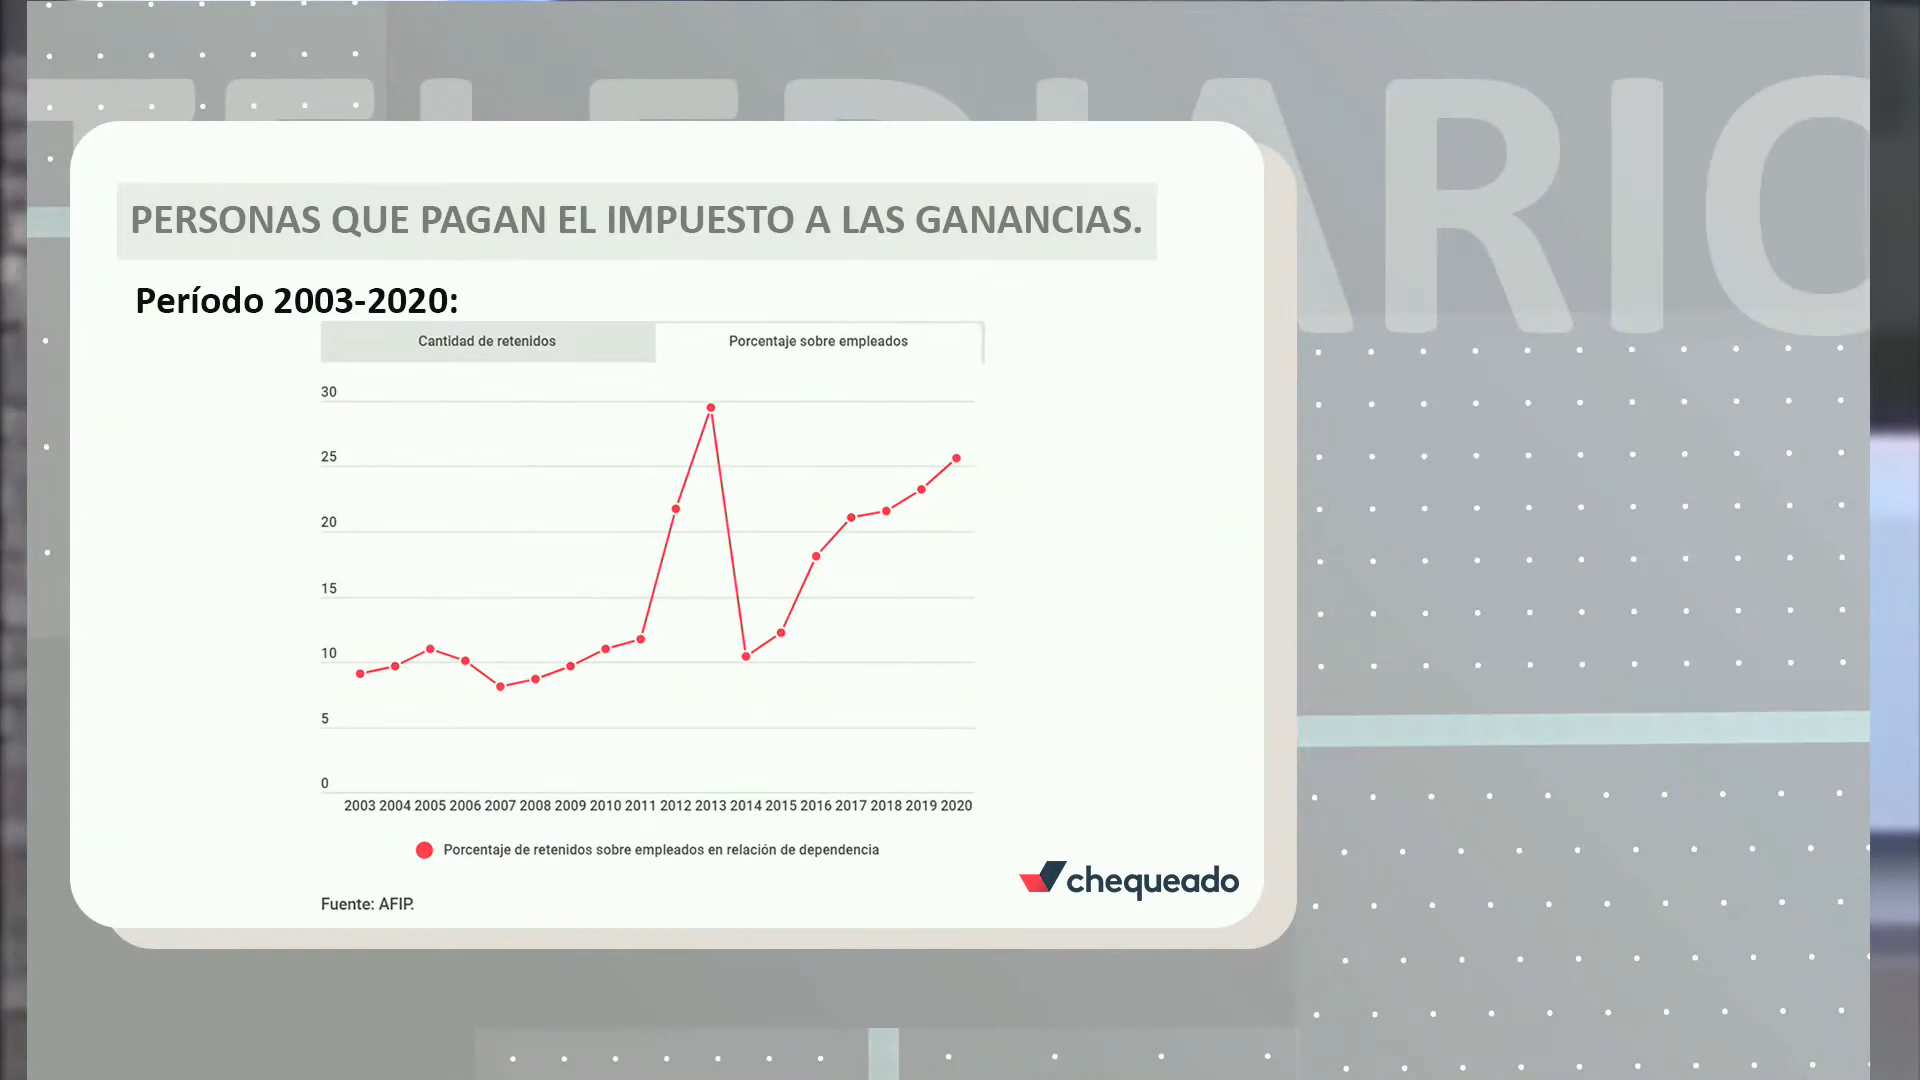 TELEDIARIO
PERSONAS QUE PAGAN EL IMPUESTO A LAS GANANCIAS.
Período 2003-2020:
Cantidad de retenidos
Porcentaje sobre empleados
30
25
20
15
10
5
0
2003 2004 2005 2006 2007 2008 2009 2010 2011 2012 2013 2014 2015 2016 2017 2018 2019 2020
Porcentaje de retenidos sobre empleados en relación de dependencia
chequeado
Fuente: AFIP.